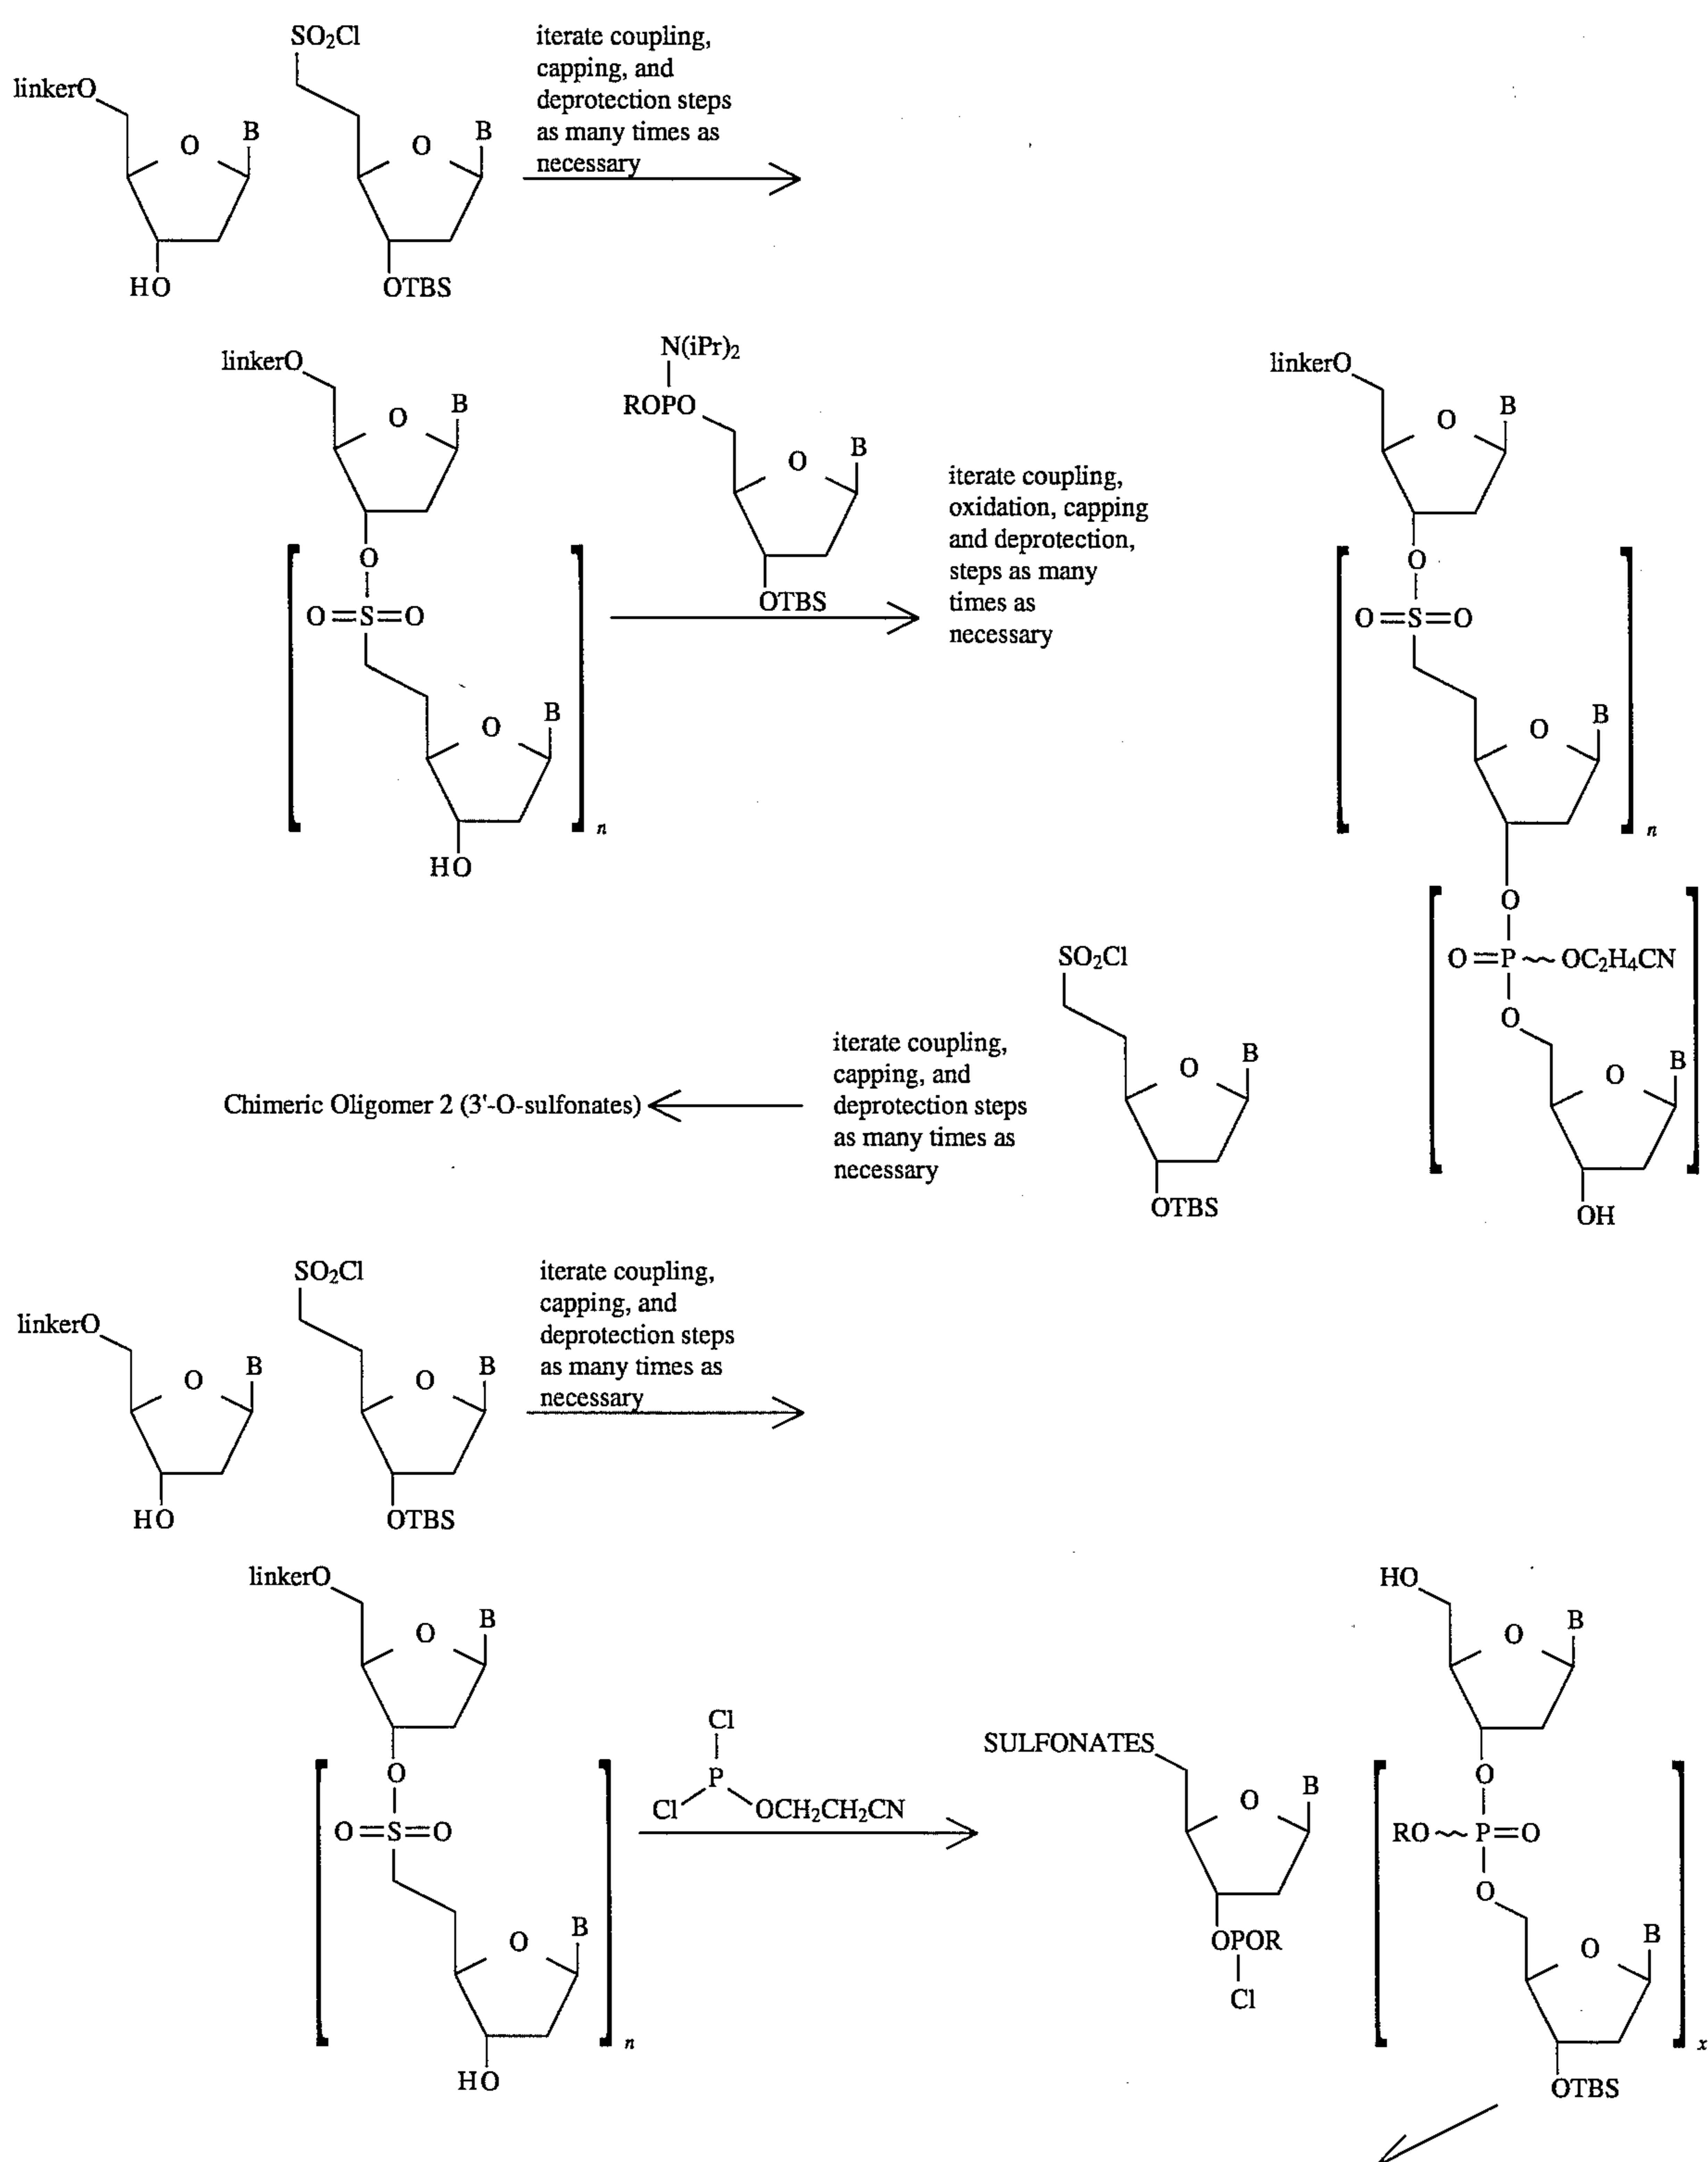 SO2Cl
linkerO
O
B
HO
O
B
OTBS
iterate coupling,
capping, and
deprotection steps
as many times as
necessary
linkerO
O
B
O
O=S=O
O
B
HO
n
N(iPr)2
ROPO
O
B
OTBS
iterate coupling,
oxidation, capping
and deprotection,
steps as many
times as
necessary
linkerO
O
B
O
O=S=O
O
B
n
O
O=P~OC2H4CN
O
O
B
OH
SO2Cl
O
B
OTBS
iterate coupling,
capping, and
deprotection steps
as many times as
necessary
Chimeric Oligomer 2 (3'-O-sulfonates)
SO2Cl
linkerO
O
B
HO
O
B
OTBS
iterate coupling,
capping, and
deprotection steps
as many times as
necessary
linkerO
O
B
O
O=S=O
O
B
HO
n
Cl
P
Cl
OCH2CH2CN
SULFONATES
O
B
OPOR
Cl
HO
O
B
O
RO~P=O
O
O
B
OTBS
x